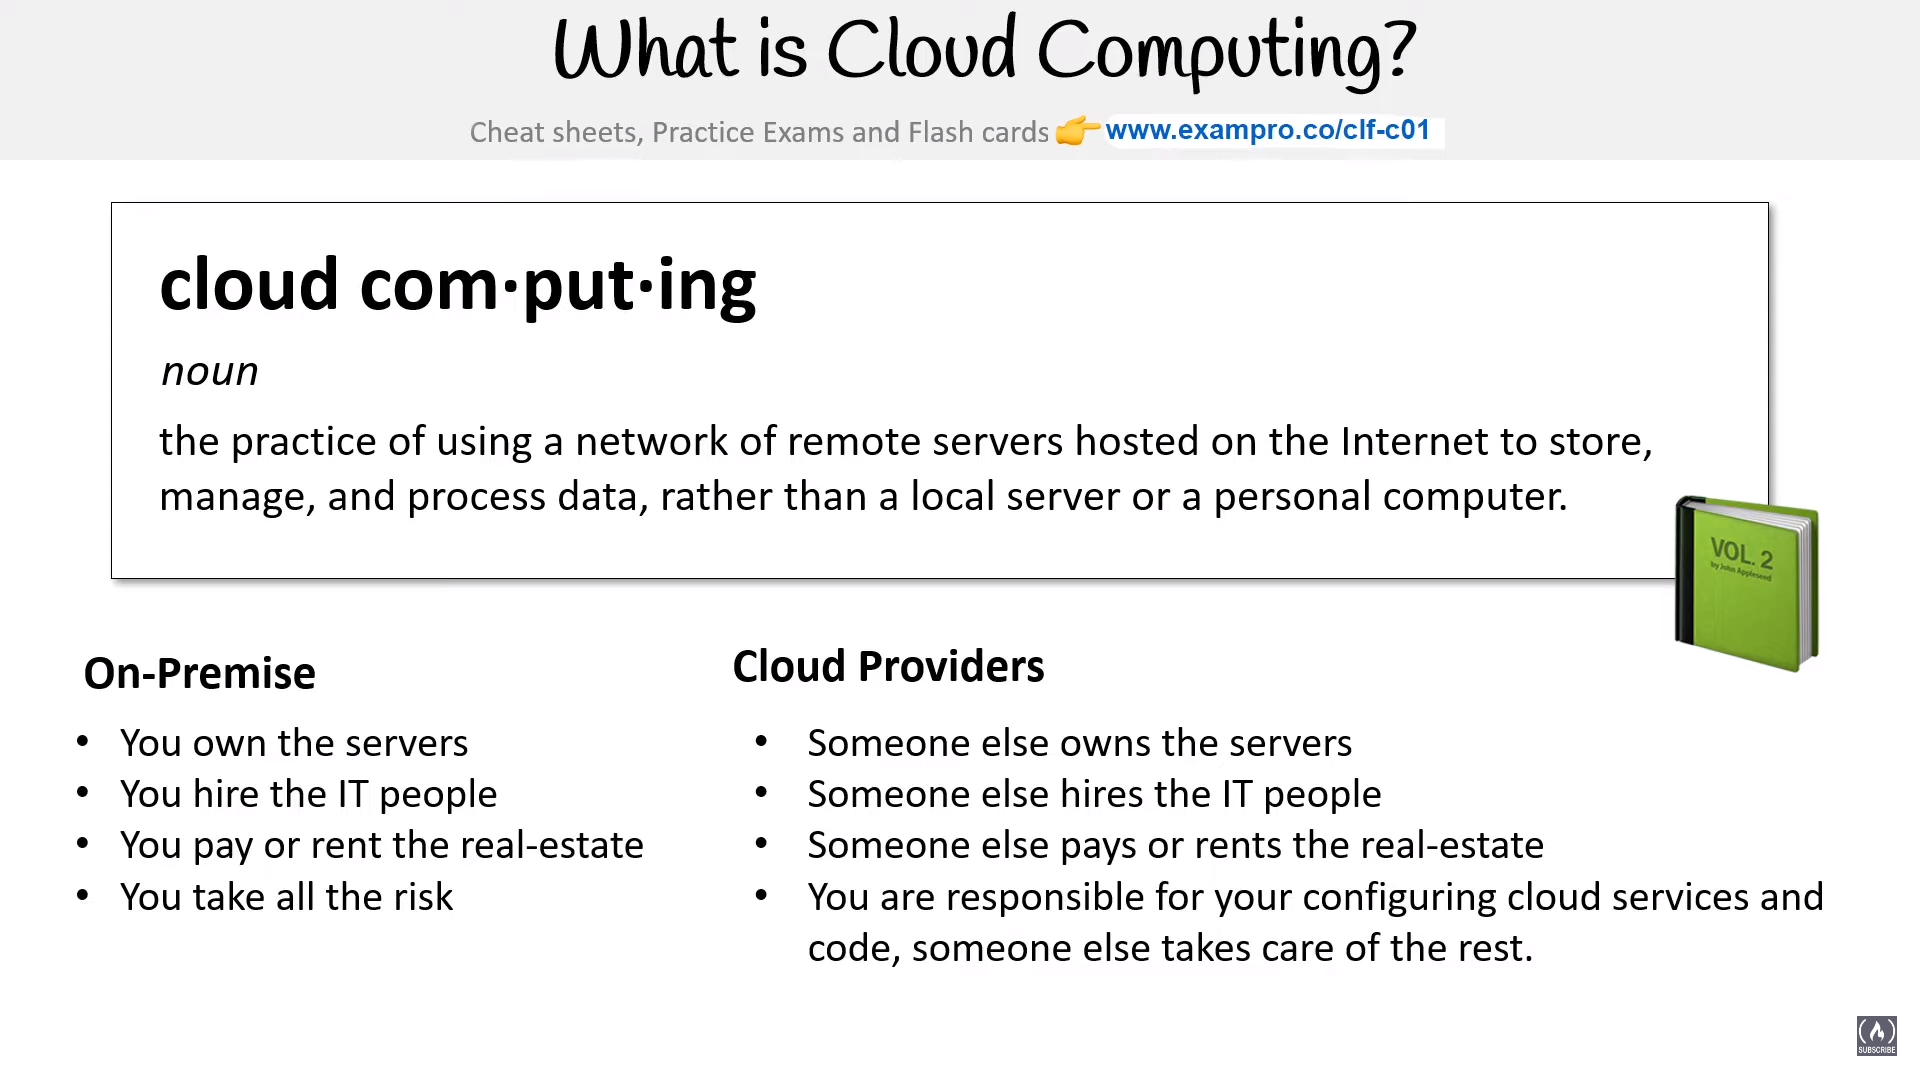 What is Cloud Computing?
Cheat sheets, Practice Exams and Flash cards 👉 www.exampro.co/clf-c01
cloud com·put·ing
noun
the practice of using a network of remote servers hosted on the Internet to store,
manage, and process data, rather than a local server or a personal computer.
VOL. 2
by John Appleseed
On-Premise
• You own the servers
• You hire the IT people
• You pay or rent the real-estate
• You take all the risk
Cloud Providers
• Someone else owns the servers
• Someone else hires the IT people
• Someone else pays or rents the real-estate
• You are responsible for your configuring cloud services and
code, someone else takes care of the rest.
SUBSCRIBE